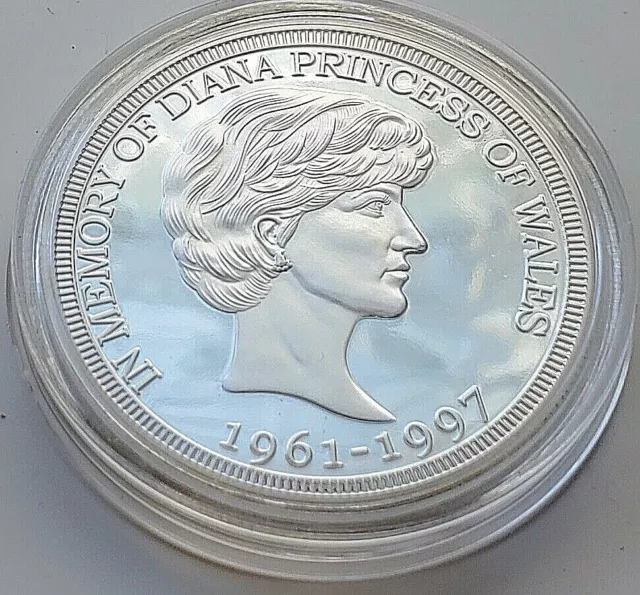 IN MEMORY OF DIANA PRINCESS OF WALES
1961-1997